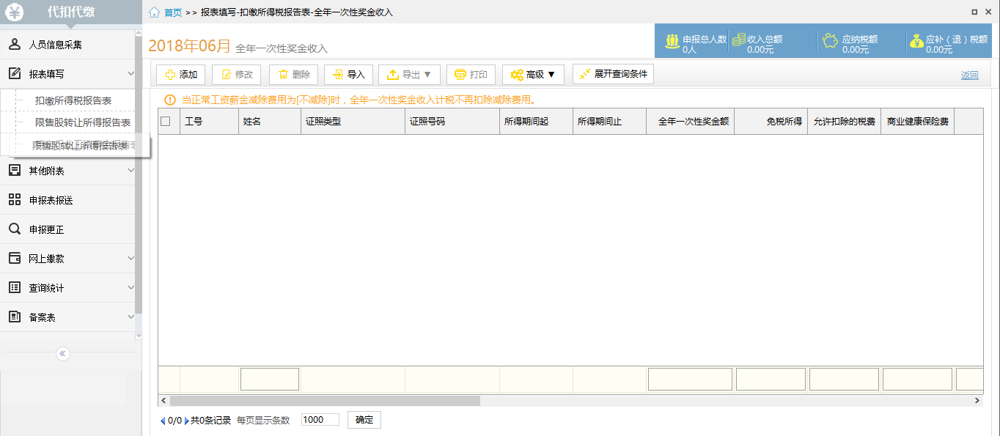 代扣代缴
首页 >> 报表填写-扣缴所得税报告表-全年一次性奖金收入
人员信息采集
报表填写
扣缴所得税报告表
限售股转让所得报告表
其他附表
申报表报送
申报更正
网上缴款
查询统计
备案表
2018年06月 全年一次性奖金收入
申报总人数 0人
收入总额 0.00元
应纳税额 0.00元
应补（退）税额 0.00元
添加 修改 删除 导入 导出▼ 打印 高级▼ 展开查询条件 返回
当正常工资薪金减除费用为[不减除]时，全年一次性奖金收入计税不再扣除减除费用。
工号 姓名 证照类型 证照号码 所得期间起 所得期间止 全年一次性奖金额 免税所得 允许扣除的税费 商业健康保险费
0/0 共0条记录 每页显示条数 1000 确定